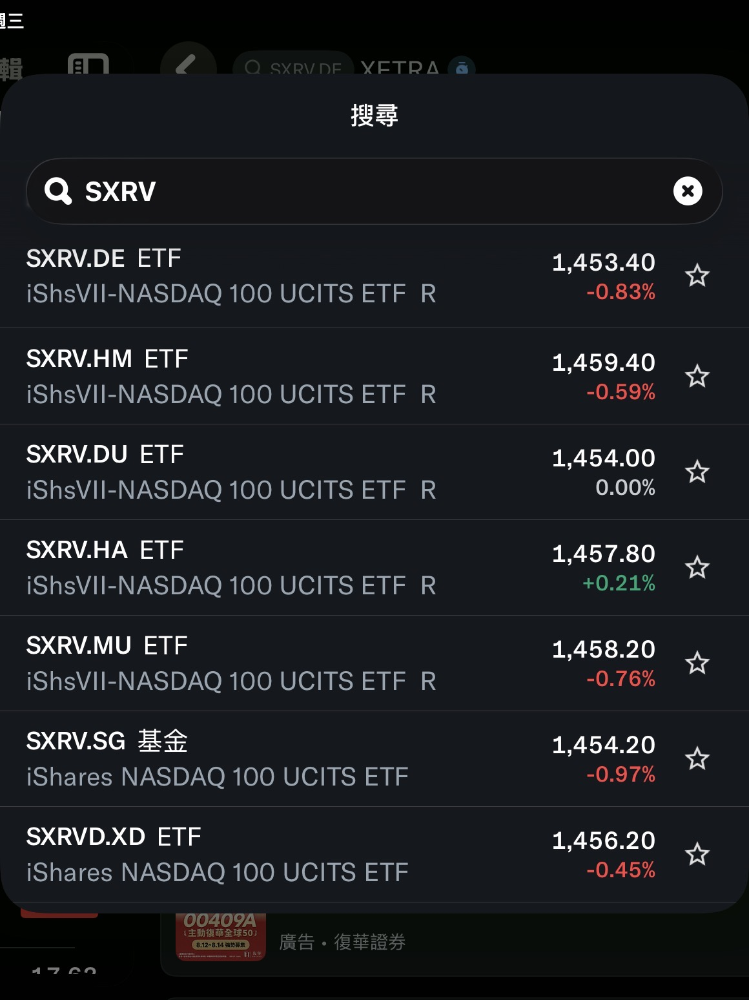 週三
輯
SXRV.DE XETRA
搜尋
SXRV
SXRV.DE ETF
1,453.40
iShsVII-NASDAQ 100 UCITS ETF R
-0.83%
SXRV.HM ETF
1,459.40
iShsVII-NASDAQ 100 UCITS ETF R
-0.59%
SXRV.DU ETF
1,454.00
iShsVII-NASDAQ 100 UCITS ETF R
0.00%
SXRV.HA ETF
1,457.80
iShsVII-NASDAQ 100 UCITS ETF R
+0.21%
SXRV.MU ETF
1,458.20
iShsVII-NASDAQ 100 UCITS ETF R
-0.76%
SXRV.SG 基金
1,454.20
iShares NASDAQ 100 UCITS ETF
-0.97%
SXRVD.XD ETF
1,456.20
iShares NASDAQ 100 UCITS ETF
-0.45%
00409A
主動復華全球50
8.12~8.14 強勢募集
廣告・復華證券
17.62